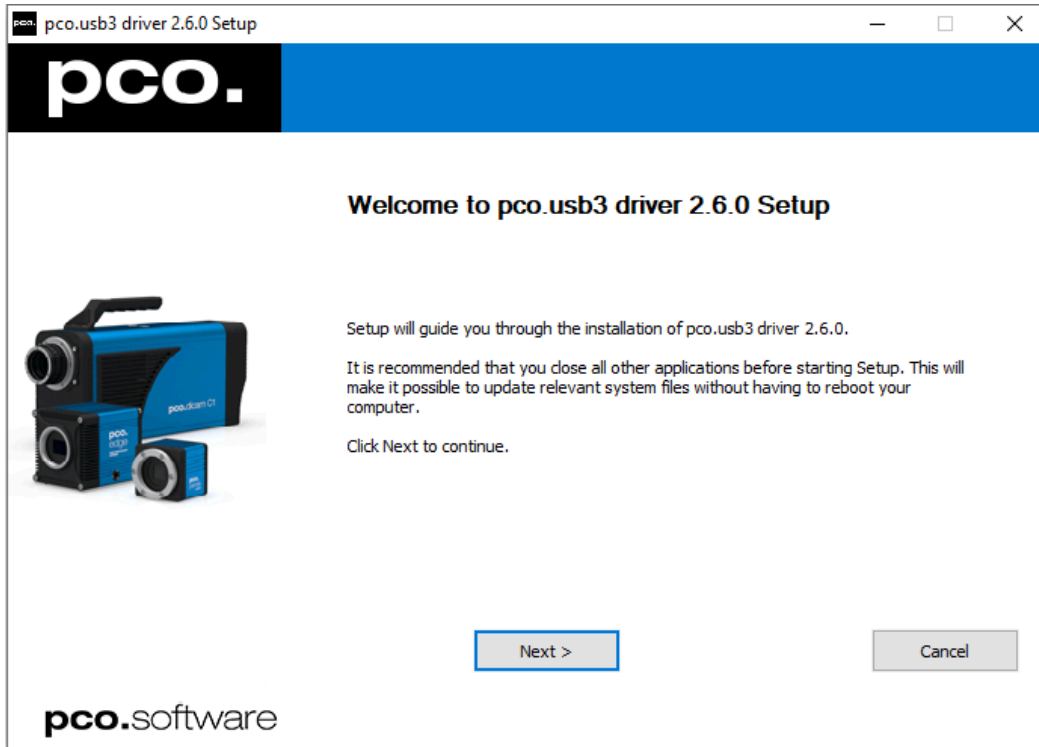 pco. pco.usb3 driver 2.6.0 Setup
pco.
Welcome to pco.usb3 driver 2.6.0 Setup
Setup will guide you through the installation of pco.usb3 driver 2.6.0.
It is recommended that you close all other applications before starting Setup. This will
make it possible to update relevant system files without having to reboot your
computer.
Click Next to continue.
pco.dicam C1
pco.
edge
Next >
Cancel
pco.software